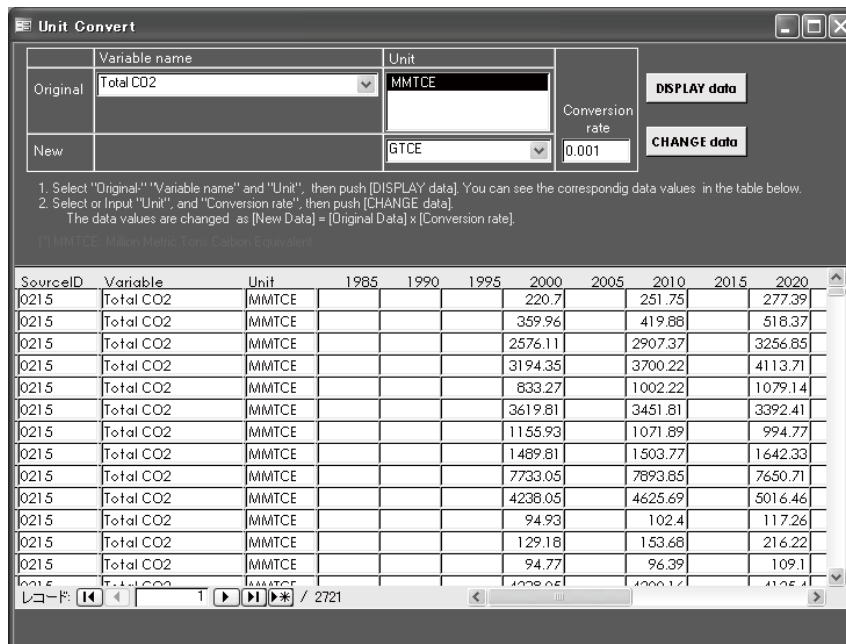 Unit Convert
Variable name Unit
Original Total CO2 MMTCE
DISPLAY data
Conversion rate
New GTCE 0.001
CHANGE data
1. Select "Original-" "Variable name" and "Unit", then push [DISPLAY data]. You can see the correspondig data values in the table below.
2. Select or Input "Unit", and "Conversion rate", then push [CHANGE data].
The data values are changed as [New Data] = [Original Data] x [Conversion rate].
[*] MMTCE: Million Metric Tons Carbon Equivalent
SourceID Variable Unit 1985 1990 1995 2000 2005 2010 2015 2020
0215 Total CO2 MMTCE 220.7 251.75 277.39
0215 Total CO2 MMTCE 359.96 419.88 518.37
0215 Total CO2 MMTCE 2576.11 2907.37 3256.85
0215 Total CO2 MMTCE 3194.35 3700.22 4113.71
0215 Total CO2 MMTCE 833.27 1002.22 1079.14
0215 Total CO2 MMTCE 3619.81 3451.81 3392.41
0215 Total CO2 MMTCE 1155.93 1071.89 994.77
0215 Total CO2 MMTCE 1489.81 1503.77 1642.33
0215 Total CO2 MMTCE 7733.05 7893.85 7650.71
0215 Total CO2 MMTCE 4238.05 4625.69 5016.46
0215 Total CO2 MMTCE 94.93 102.4 117.26
0215 Total CO2 MMTCE 129.18 153.68 216.22
0215 Total CO2 MMTCE 94.77 96.39 109.1
レコード: 1 / 2721